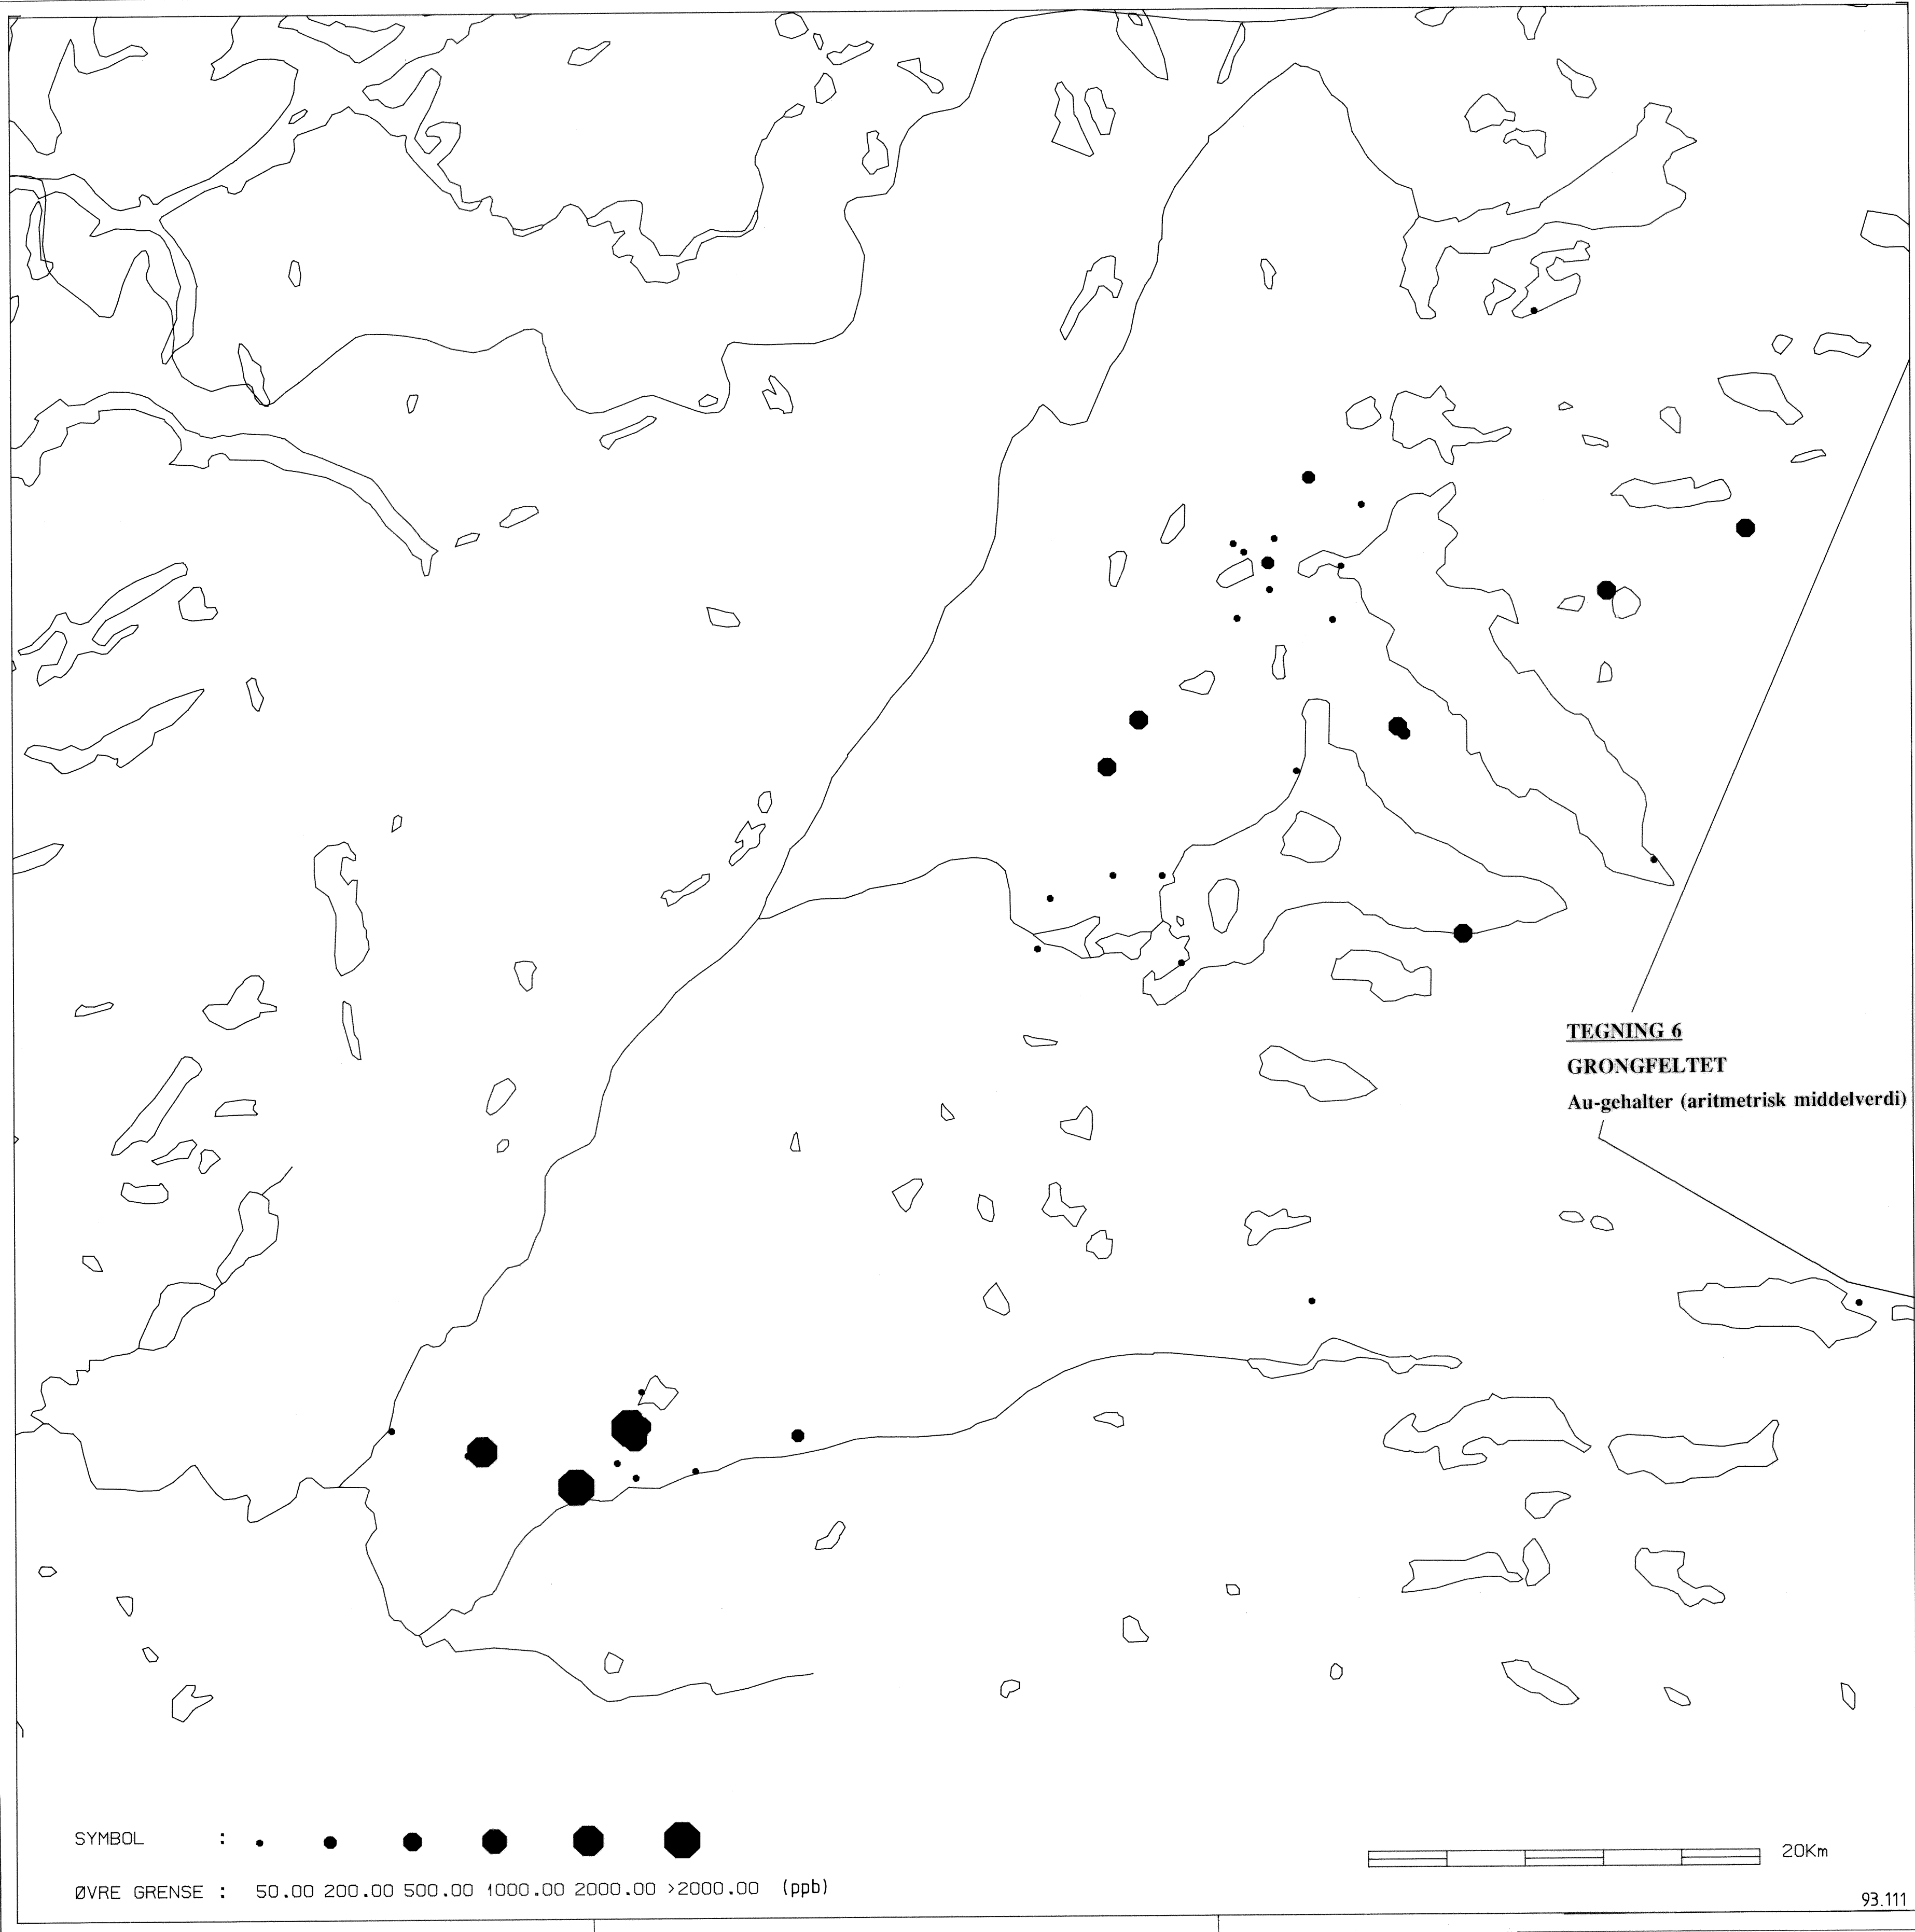 TEGNING 6
GRONGFELTET
Au-gehalter (aritmetrisk middelverdi)
SYMBOL :
20Km
ØVRE GRENSE : 50.00 200.00 500.00 1000.00 2000.00 >2000.00 (ppb)
93.111